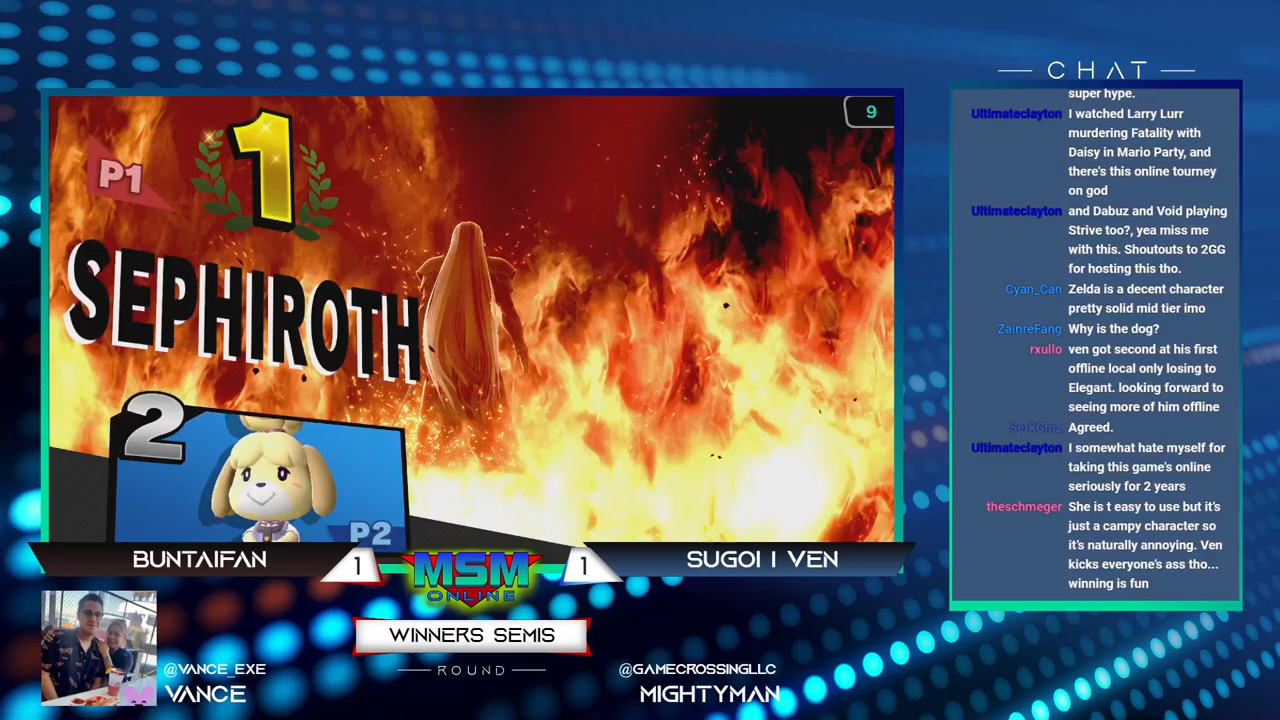 CHAT
super hype.
Ultimateclayton I watched Larry Lurr
murdering Fatality with
Daisy in Mario Party, and
there's this online tourney
on god
Ultimateclayton and Dabuz and Void playing
Strive too?, yea miss me
with this. Shoutouts to 2GG
for hosting this tho.
Cyan_Can Zelda is a decent character
pretty solid mid tier imo
ZainreFang Why is the dog?
rxullo ven got second at his first
offline local only losing to
Elegant. looking forward to
seeing more of him offline
SerkGmz Agreed.
Ultimateclayton I somewhat hate myself for
taking this game's online
seriously for 2 years
theschmeger She is t easy to use but it's
just a campy character so
it's naturally annoying. Ven
kicks everyone's ass tho...
winning is fun
9
P1
1
SEPHIROTH
2
P2
BUNTAIFAN 1
MSM
ONLINE
1 SUGOI | VEN
WINNERS SEMIS
ROUND
@VANCE_EXE
VANCE
@GAMECROSSINGLLC
MIGHTYMAN